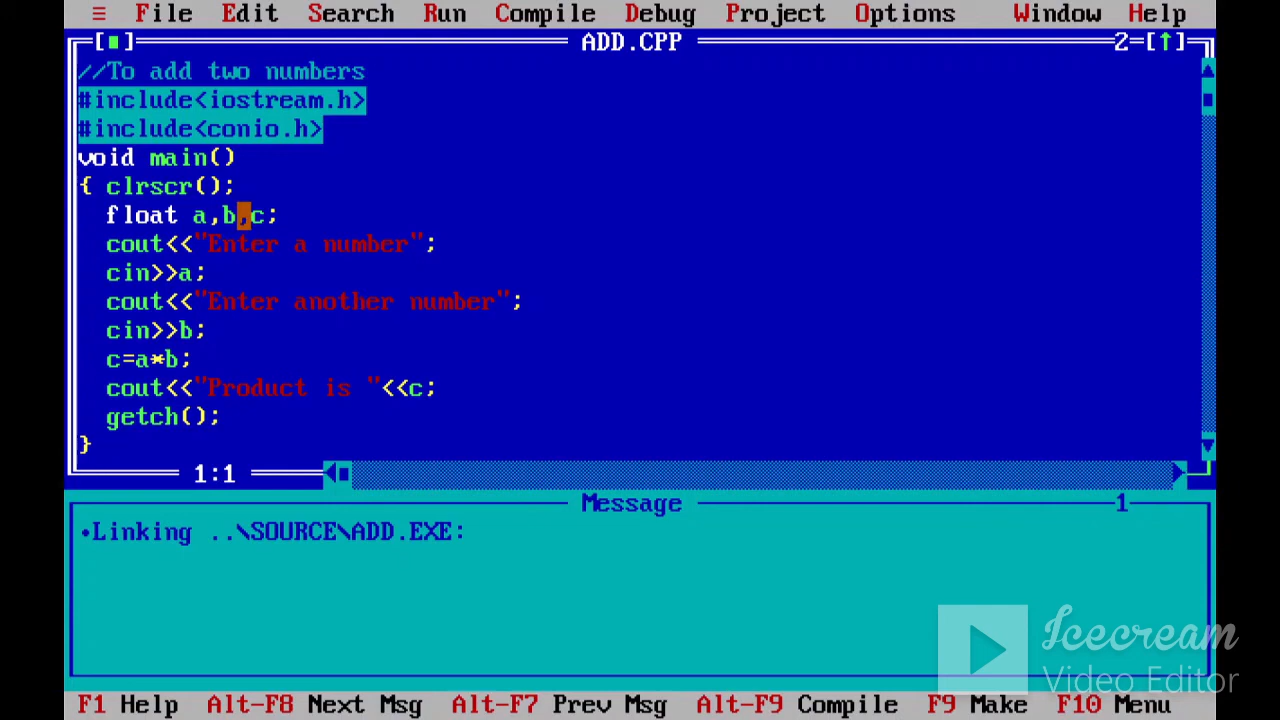 ≡ File Edit Search Run Compile Debug Project Options Window Help
[■] ADD.CPP 2=[↑]
//To add two numbers
#include<iostream.h>
#include<conio.h>
void main()
{ clrscr();
float a,b,c;
cout<<"Enter a number";
cin>>a;
cout<<"Enter another number";
cin>>b;
c=a*b;
cout<<"Product is "<<c;
getch();
}
1:1
Message 1
•Linking ..\SOURCE\ADD.EXE:
Icecream
Video Editor
F1 Help Alt-F8 Next Msg Alt-F7 Prev Msg Alt-F9 Compile F9 Make F10 Menu